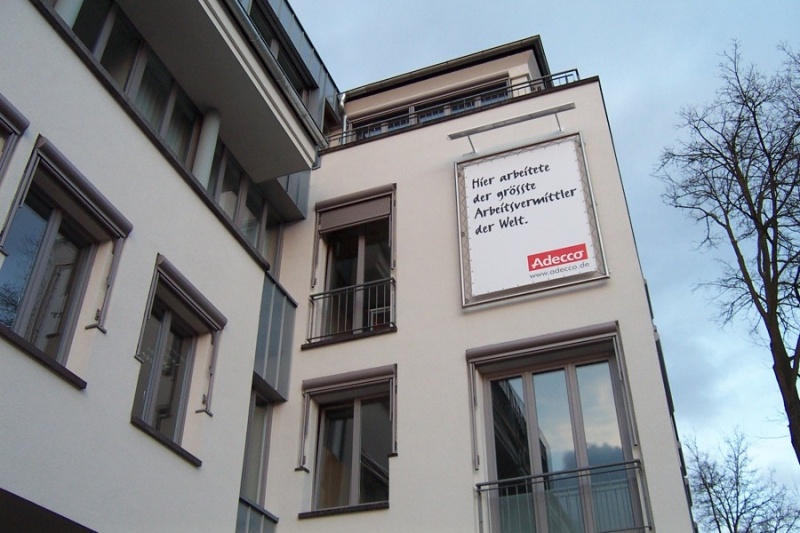 Hier arbeitete
der grösste
Arbeitsvermittler
der Welt.
Adecco
www.adecco.de